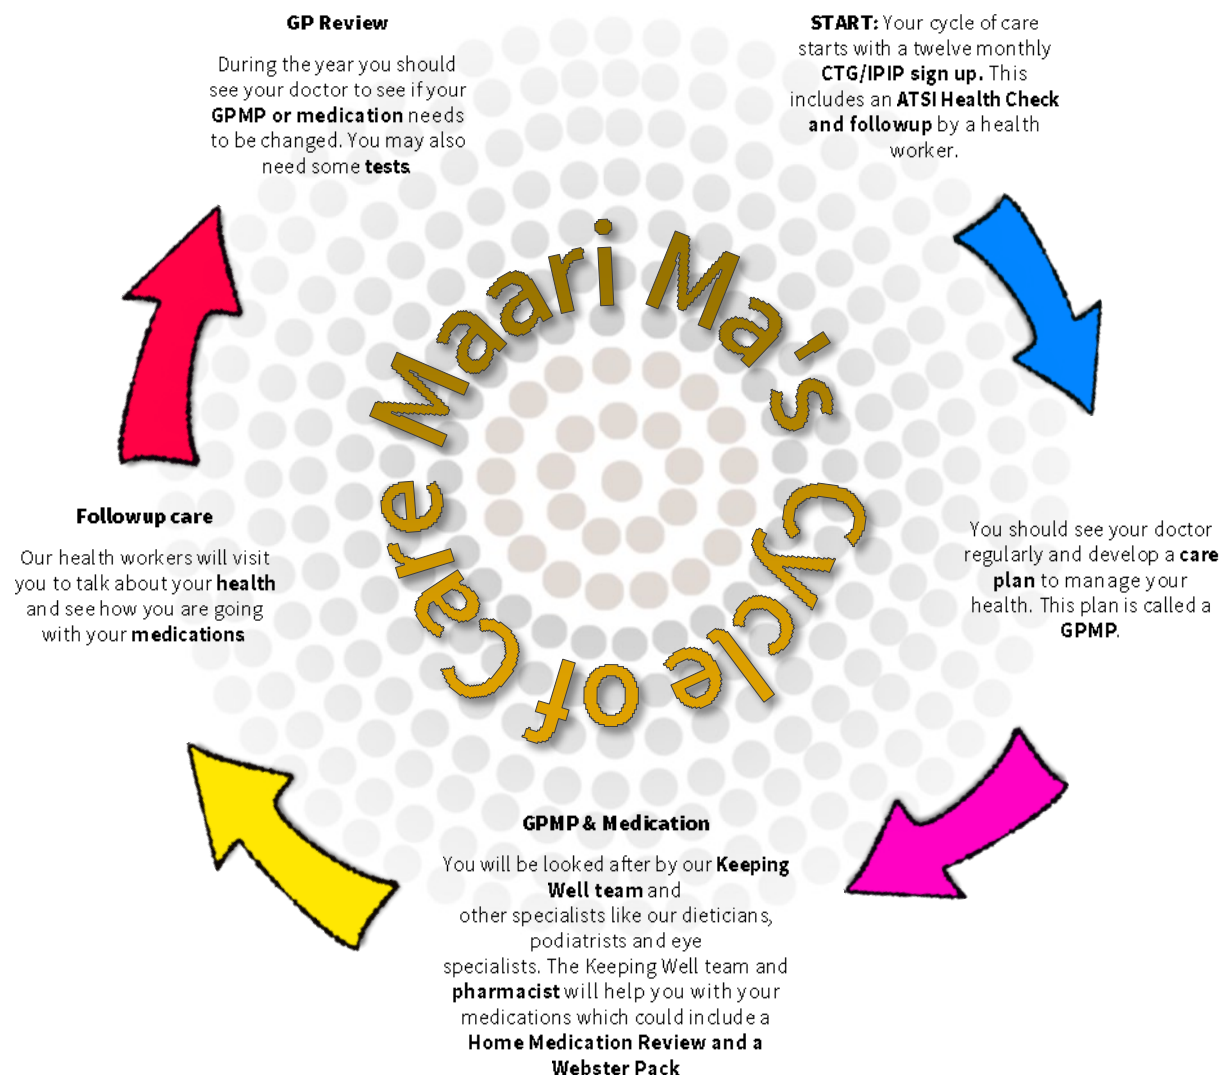 GP Review
During the year you should
see your doctor to see if your
GPMP or medication needs
to be changed. You may also
need some tests.
START: Your cycle of care
starts with a twelve monthly
CTG/IPIP sign up. This
includes an ATSI Health Check
and followup by a health
worker.
Maari Ma's
Cycle of Care
You should see your doctor
regularly and develop a care
plan to manage your
health. This plan is called a
GPMP.
GPMP & Medication
You will be looked after by our Keeping
Well team and
other specialists like our dieticians,
podiatrists and eye
specialists. The Keeping Well team and
pharmacist will help you with your
medications which could include a
Home Medication Review and a
Webster Pack
Followup care
Our health workers will visit
you to talk about your health
and see how you are going
with your medications